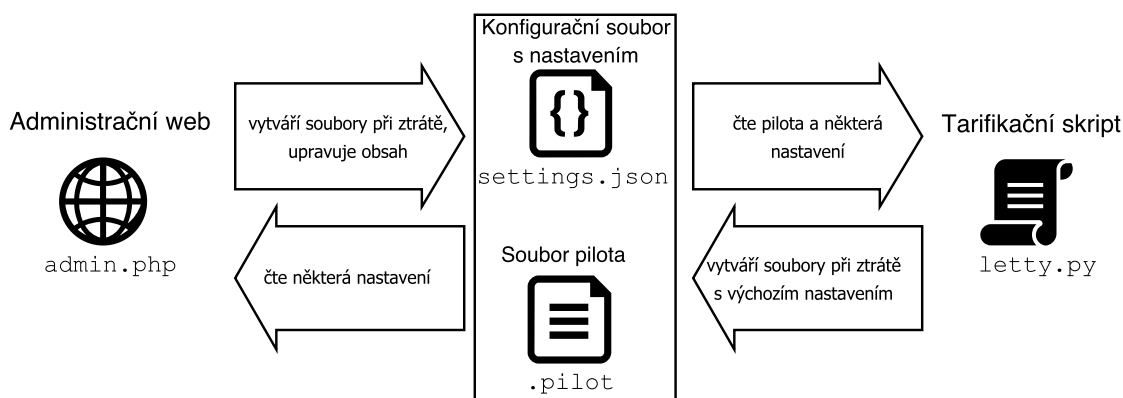 Administrační web
admin.php
vytváří soubory při ztrátě,
upravuje obsah
čte některá nastavení
Konfigurační soubor
s nastavením
{}
settings.json
Soubor pilota
.pilot
čte pilota a některá
nastavení
vytváří soubory při ztrátě
s výchozím nastavením
Tarifikační skript
letty.py